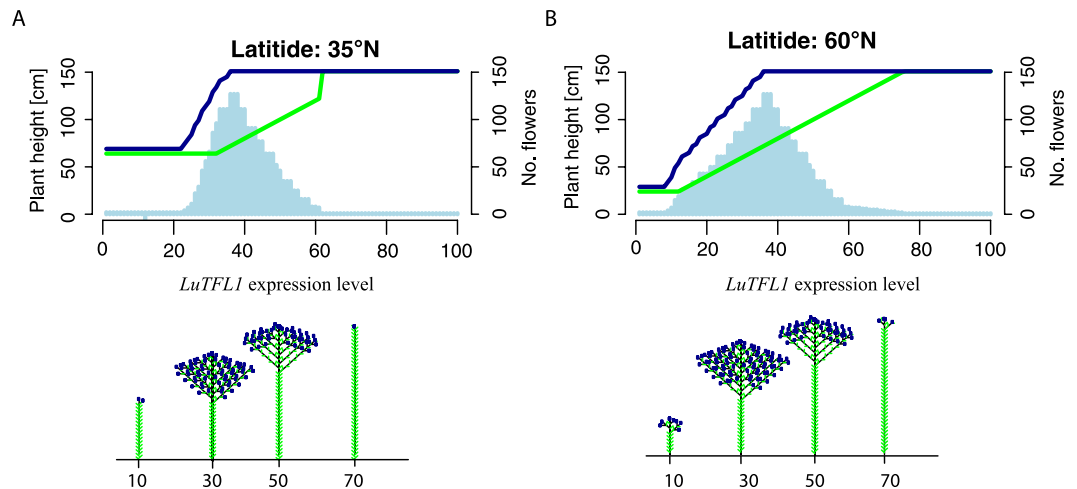 A
Latitide: 35°N
Plant height [cm]
0 50 100 150
0 50 100 150
No. flowers
0 20 40 60 80 100
LuTFL1 expression level
10 30 50 70
B
Latitide: 60°N
Plant height [cm]
0 50 100 150
0 50 100 150
No. flowers
0 20 40 60 80 100
LuTFL1 expression level
10 30 50 70